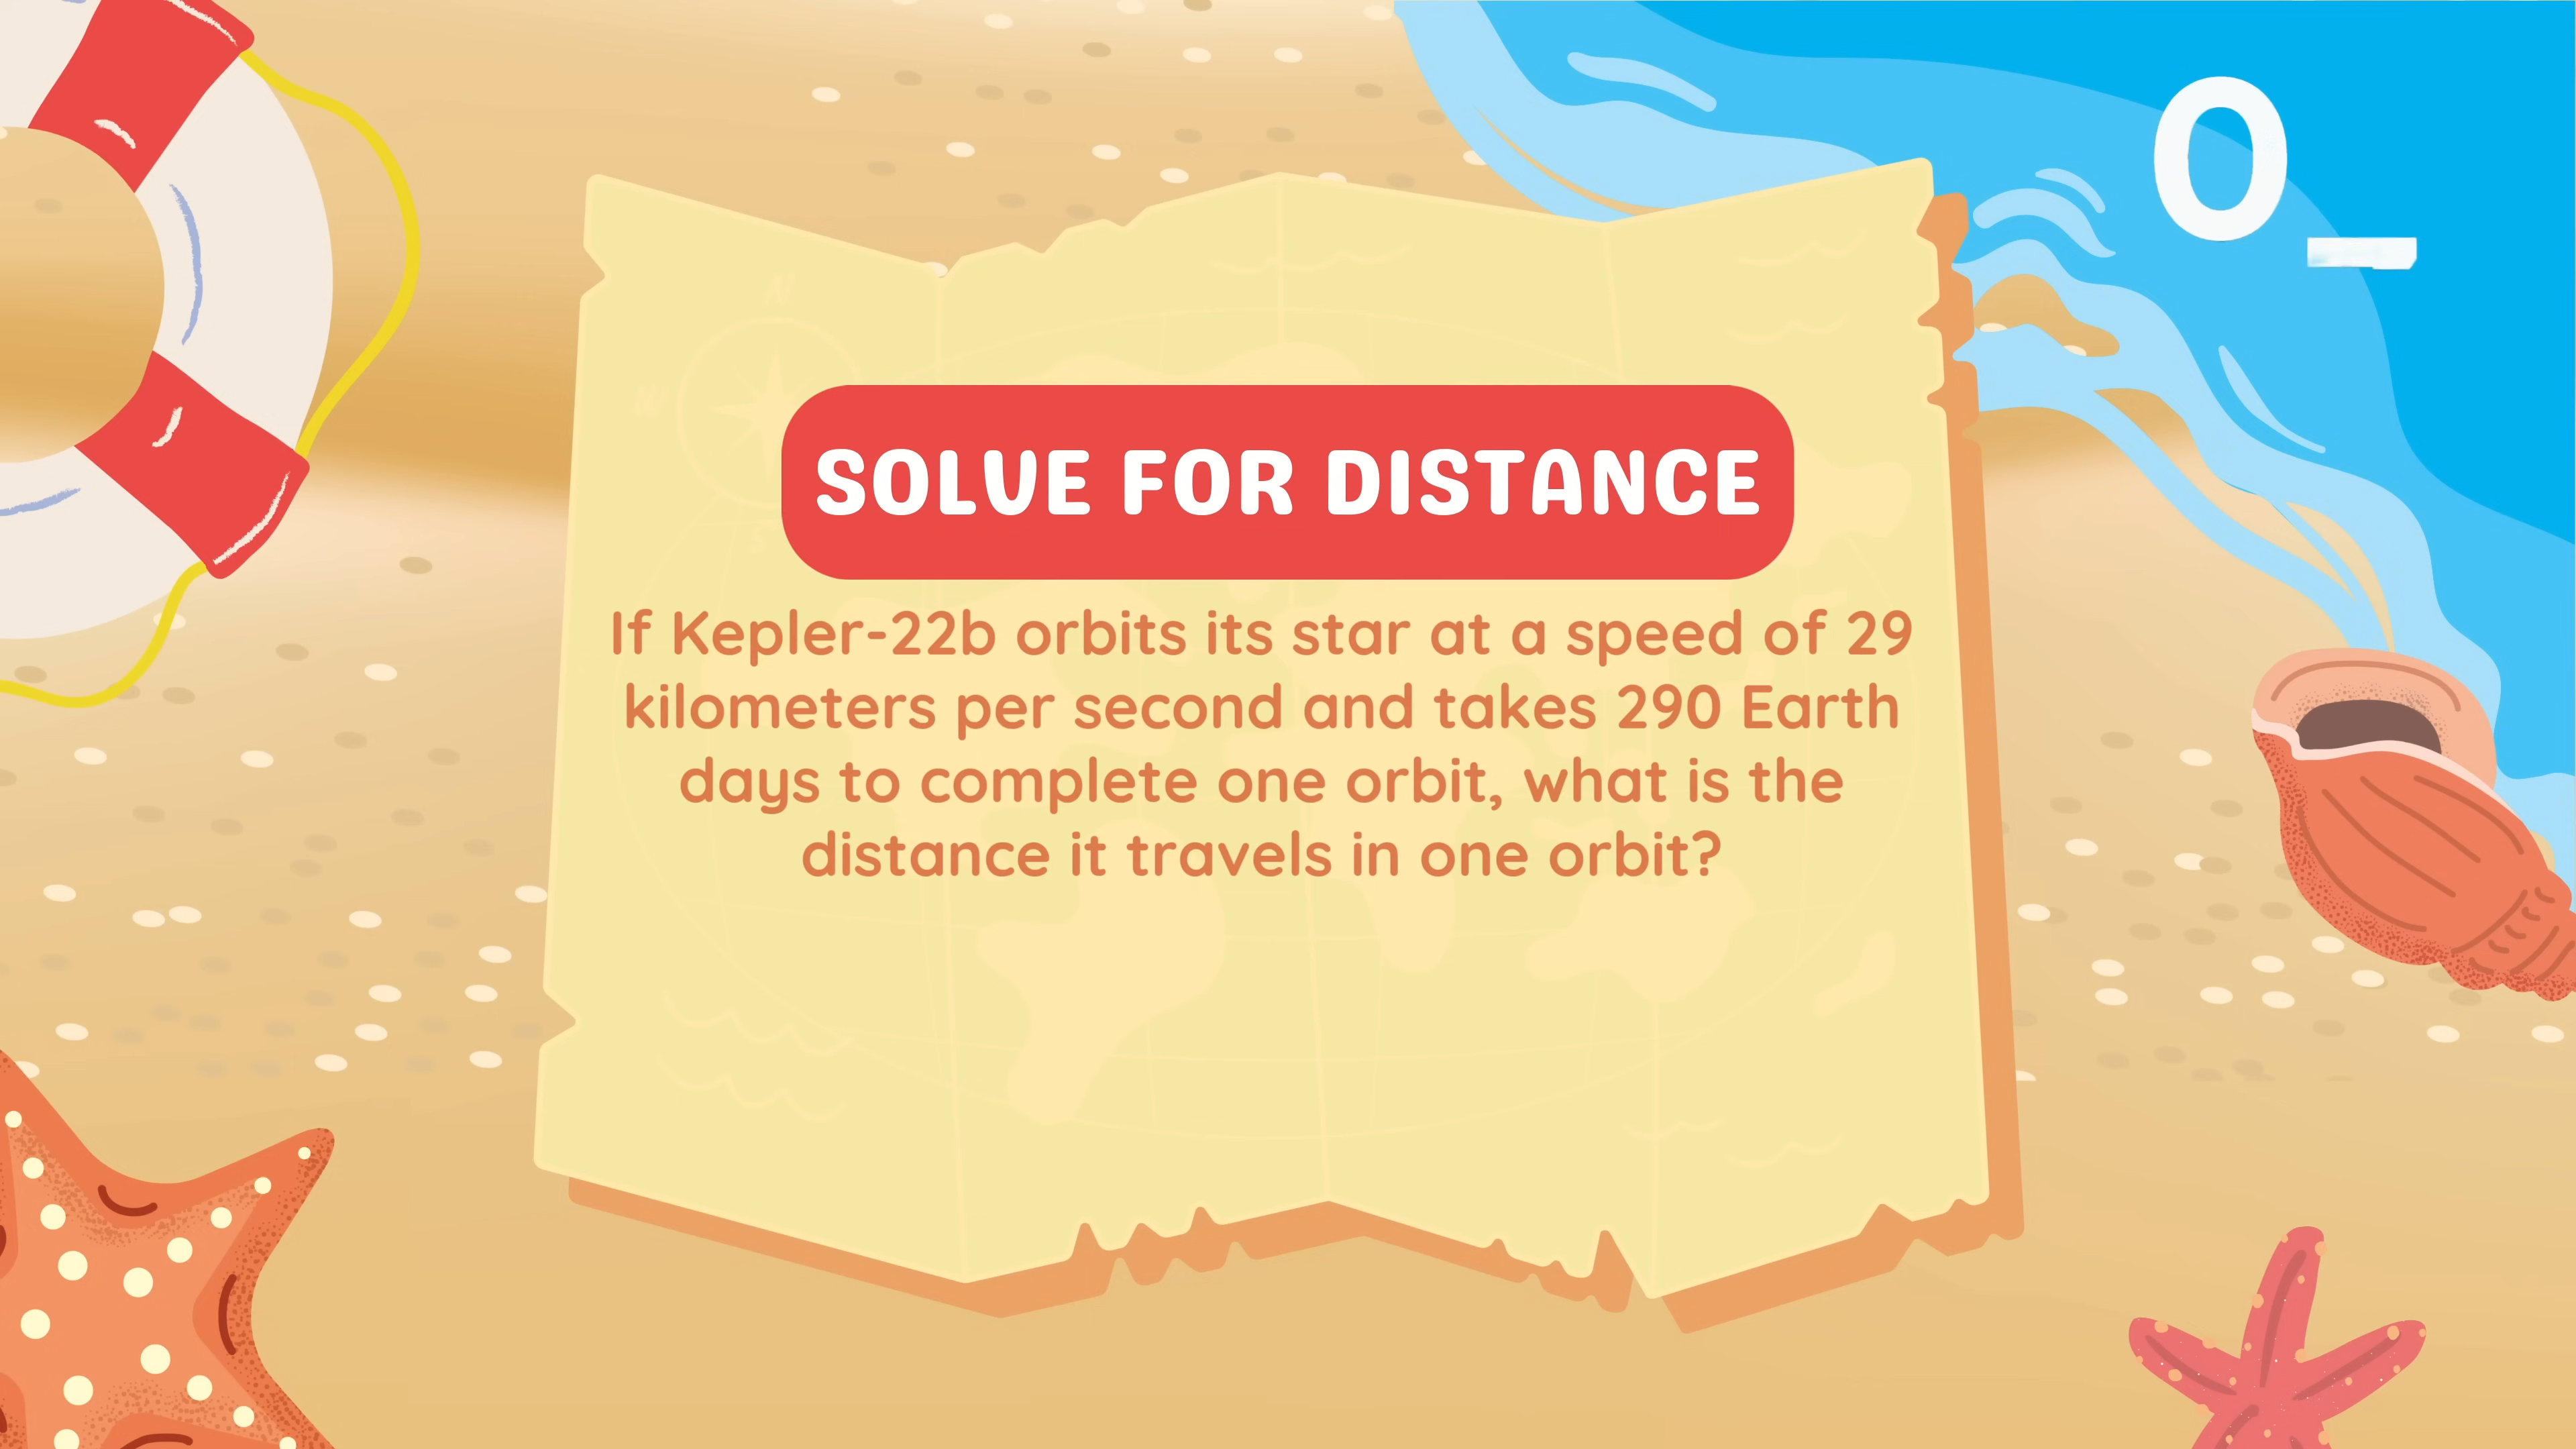 0_
SOLVE FOR DISTANCE
If Kepler-22b orbits its star at a speed of 29
kilometers per second and takes 290 Earth
days to complete one orbit, what is the
distance it travels in one orbit?